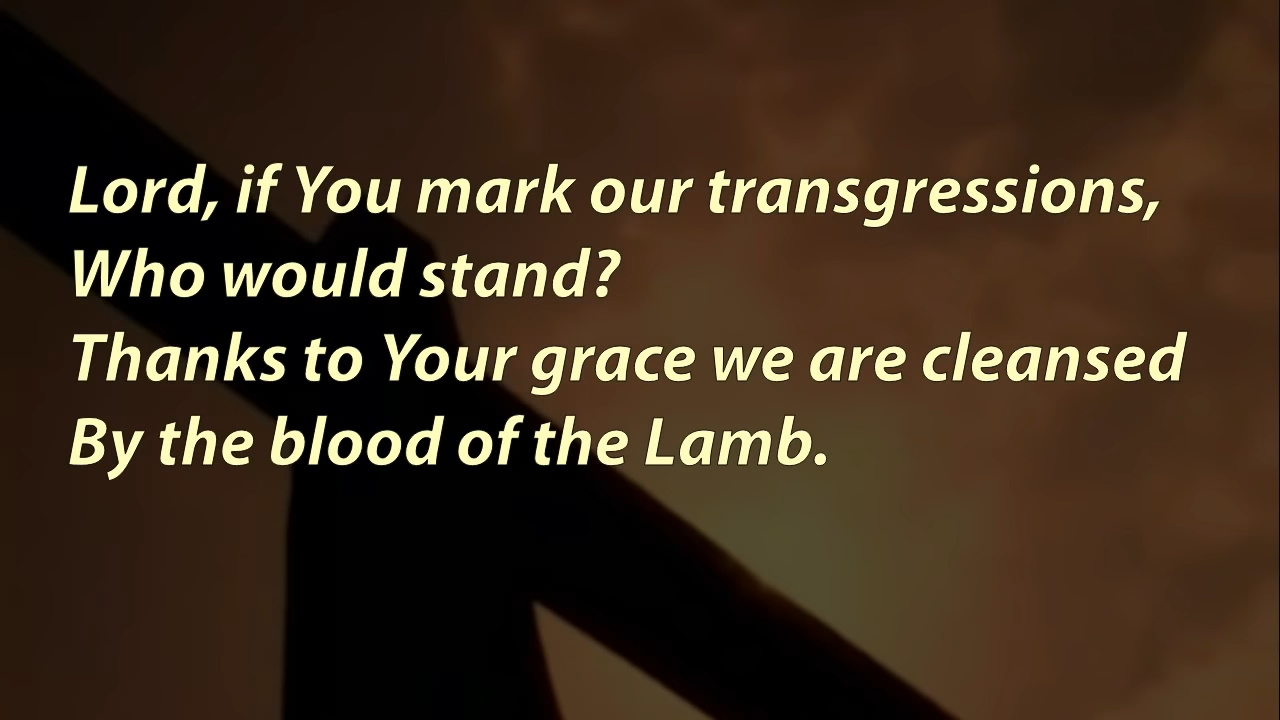 Lord, if You mark our transgressions,
Who would stand?
Thanks to Your grace we are cleansed
By the blood of the Lamb.